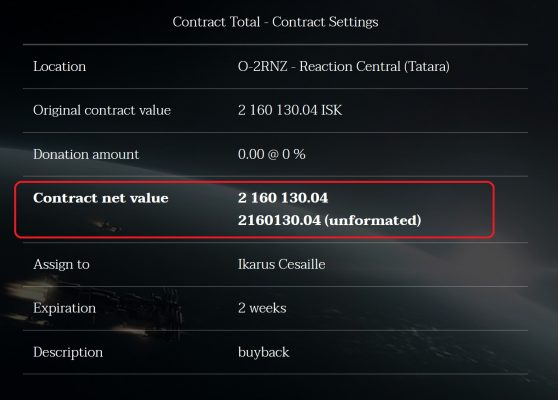 Contract Total - Contract Settings
Location O-2RNZ - Reaction Central (Tatara)
Original contract value 2 160 130.04 ISK
Donation amount 0.00 @ 0 %
Contract net value 2 160 130.04
2160130.04 (unformated)
Assign to Ikarus Cesaille
Expiration 2 weeks
Description buyback